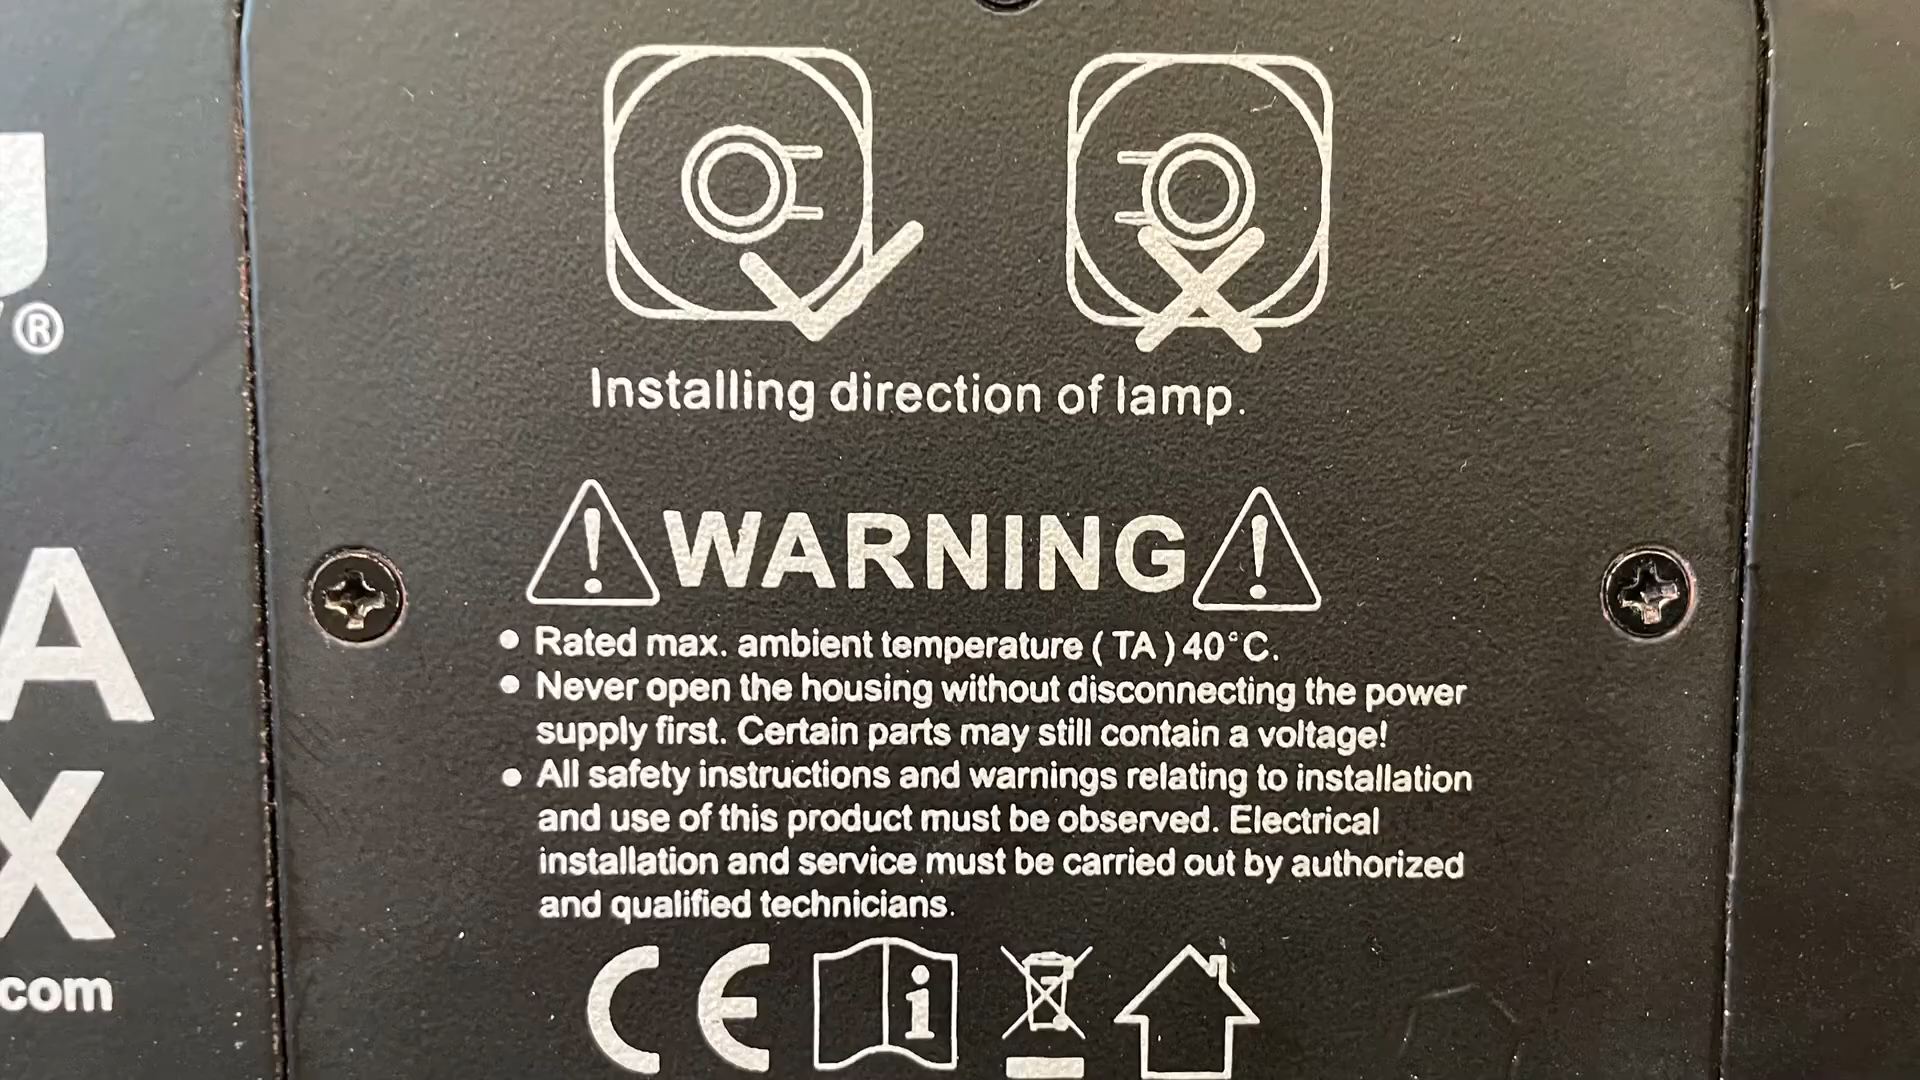 U
®
A
X
com
Installing direction of lamp.
WARNING
● Rated max. ambient temperature ( TA ) 40°C.
● Never open the housing without disconnecting the power
supply first. Certain parts may still contain a voltage!
● All safety instructions and warnings relating to installation
and use of this product must be observed. Electrical
installation and service must be carried out by authorized
and qualified technicians.
CE
i